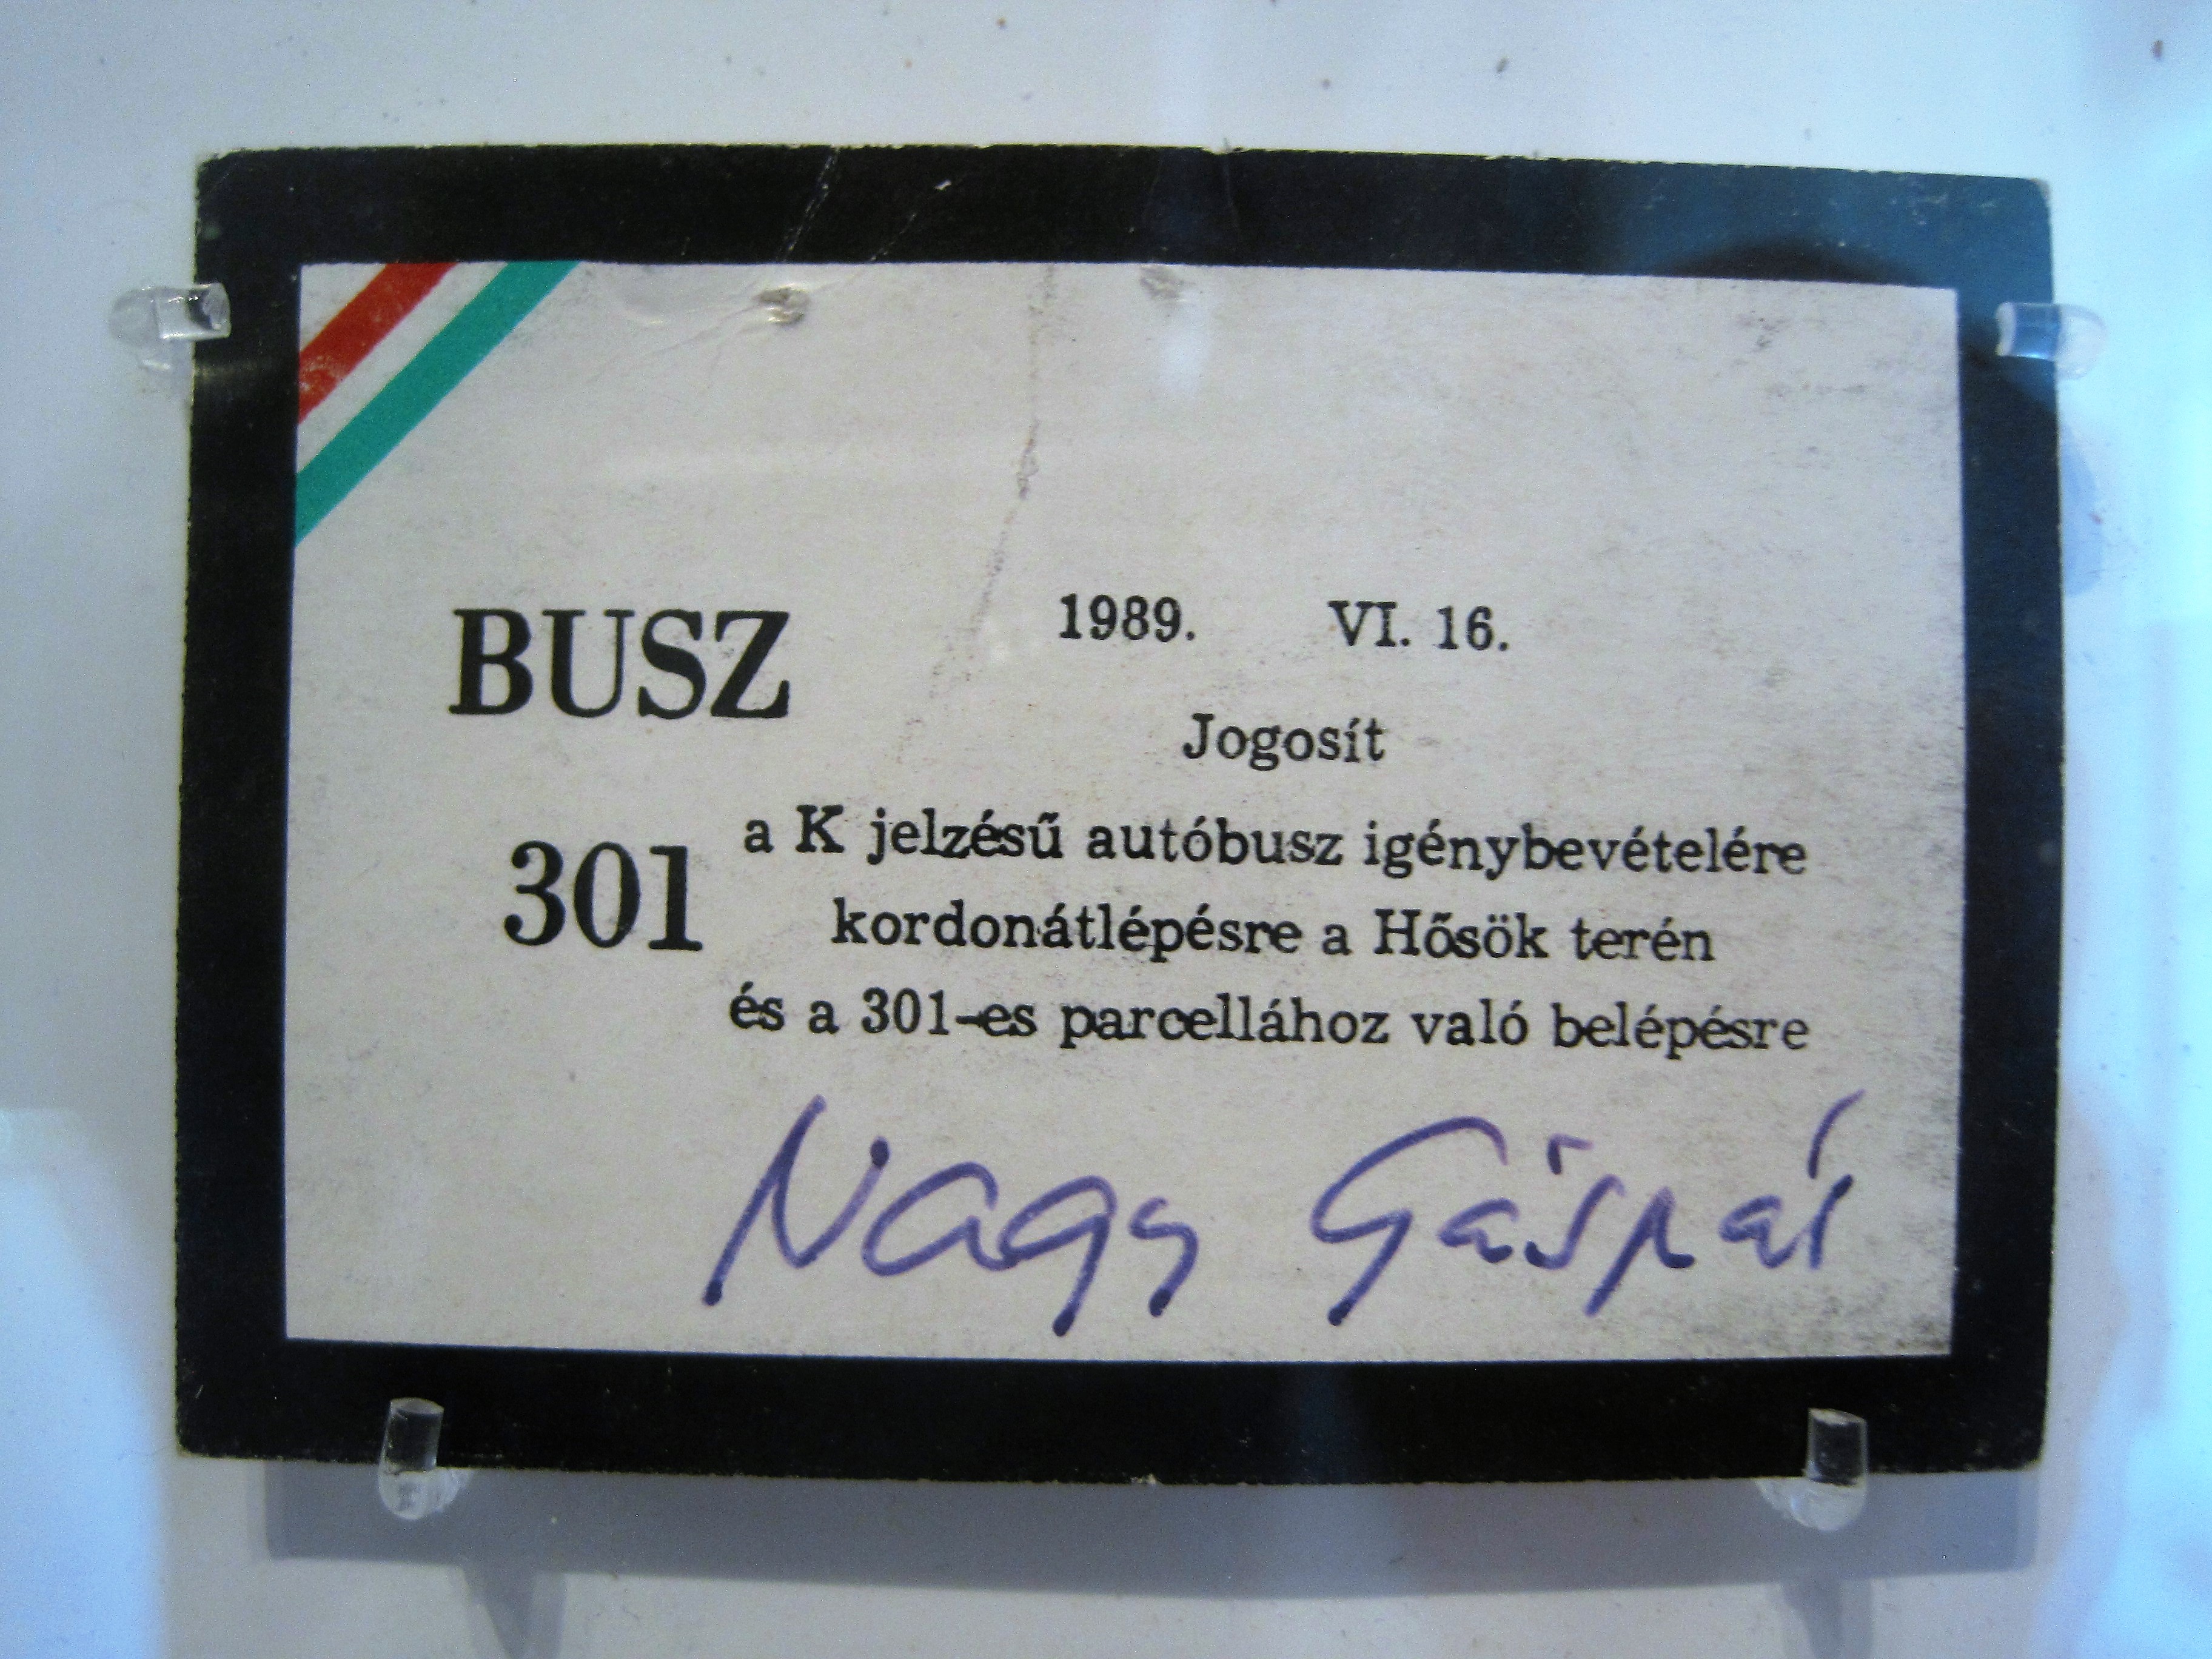 BUSZ 1989. VI. 16.
Jogosít
301 a K jelzésű autóbusz igénybevételére
kordonátlépésre a Hősök terén
és a 301-es parcellához való belépésre
Nagy Gáspár